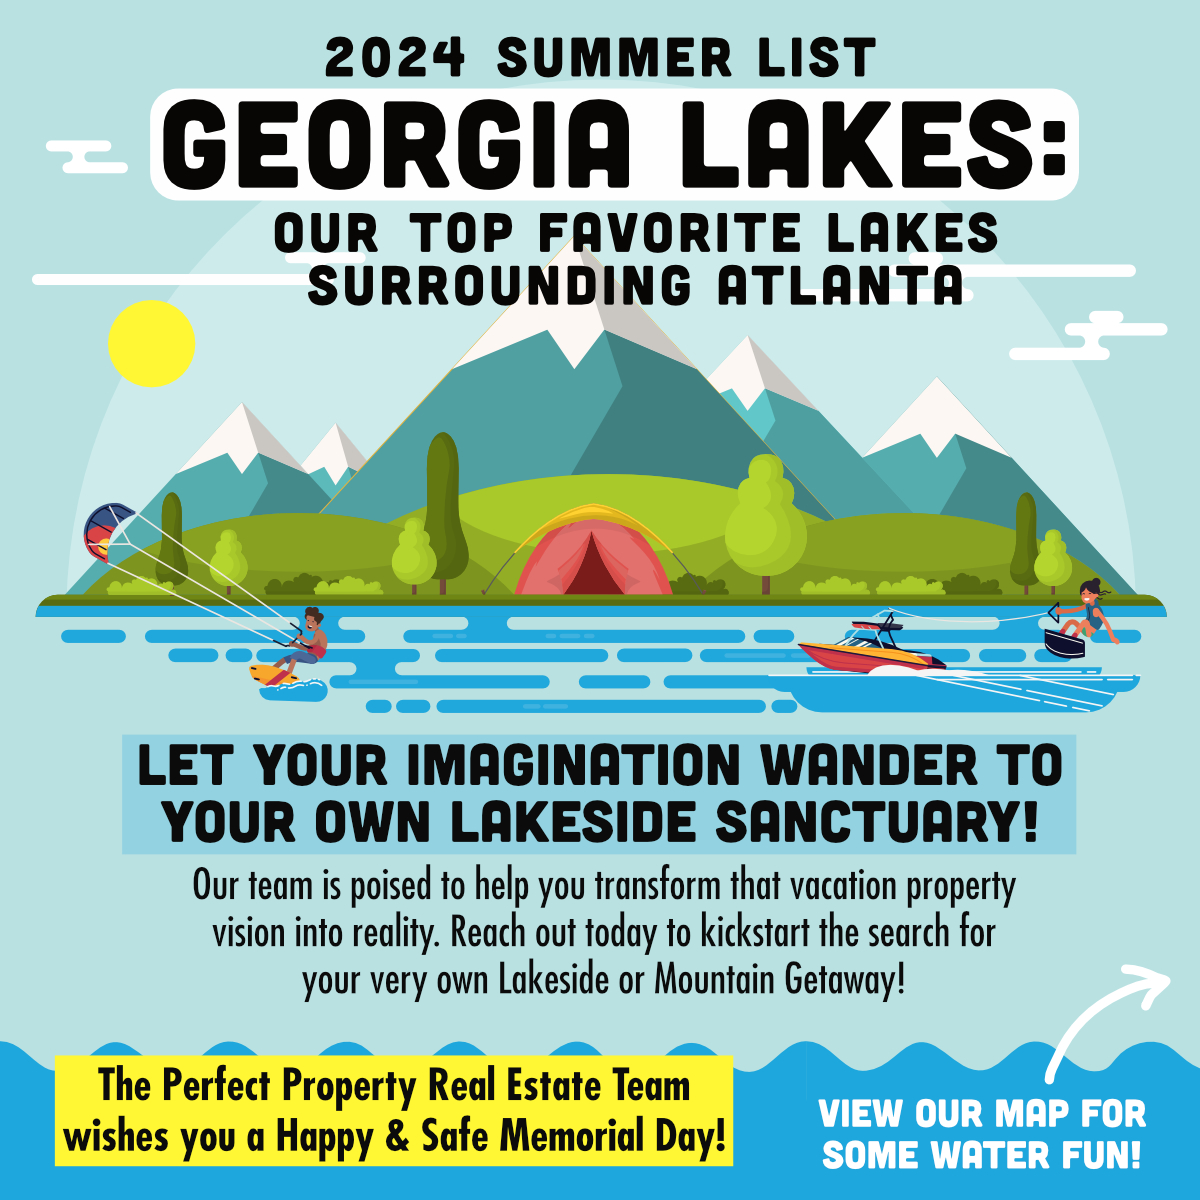 2024 SUMMER LIST
GEORGIA LAKES:
OUR TOP FAVORITE LAKES
SURROUNDING ATLANTA
LET YOUR IMAGINATION WANDER TO
YOUR OWN LAKESIDE SANCTUARY!
Our team is poised to help you transform that vacation property
vision into reality. Reach out today to kickstart the search for
your very own Lakeside or Mountain Getaway!
The Perfect Property Real Estate Team
wishes you a Happy & Safe Memorial Day!
VIEW OUR MAP FOR
SOME WATER FUN!